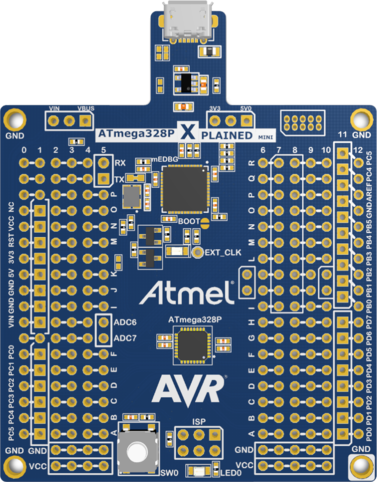 VIN VBUS
3V3 5V0
GND
GND
ATmega328P XPLAINED MINI
11
0 1 2 3 4 5
6 7 8 9 10 12
RX
TX
mEDBG
BOOT
EXT_CLK
NC
VCC
RST
3V3
5V
GND
GND
VIN
P
O
N
M
L
K
J
I
R
Q
P
O
N
M
L
K
J
I
PC5
PC4
AREF
GND
PB5
PB4
PB3
PB2
PB1
PB0
Atmel®
ATmega328P
ADC6
ADC7
PC0
PC1
PC2
PC3
PC4
PC5
F
E
D
C
B
A
H
G
F
E
D
C
B
A
PD7
PD6
PD5
PD4
PD3
PD2
PD1
PD0
AVR®
ISP
SW0
LED0
GND
GND
VCC
GND
GND
VCC